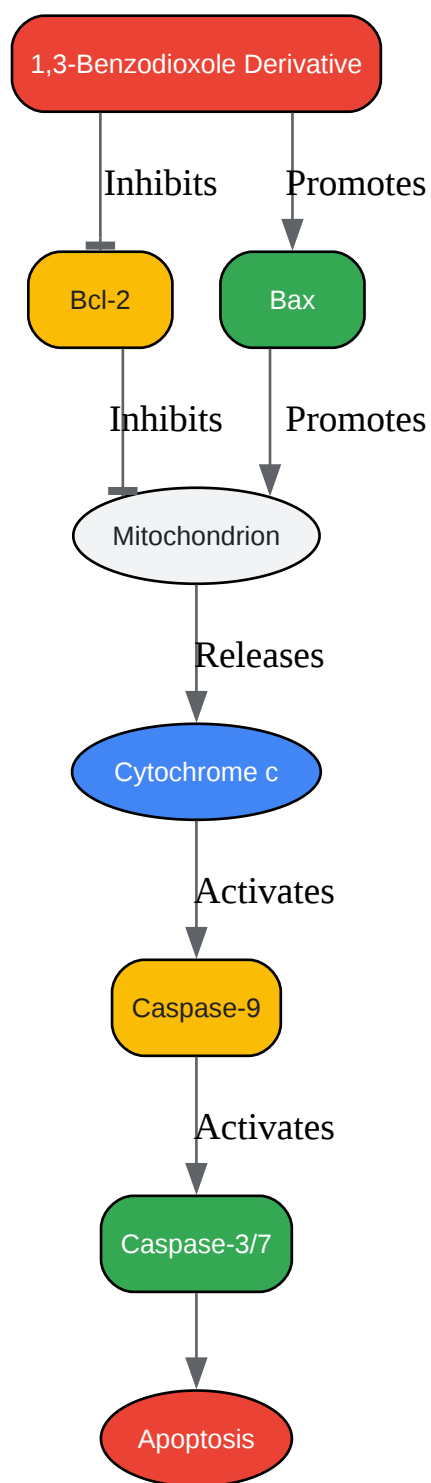 1,3-Benzodioxole Derivative
Inhibits
Promotes
Bcl-2
Bax
Inhibits
Promotes
Mitochondrion
Releases
Cytochrome c
Activates
Caspase-9
Activates
Caspase-3/7
Apoptosis